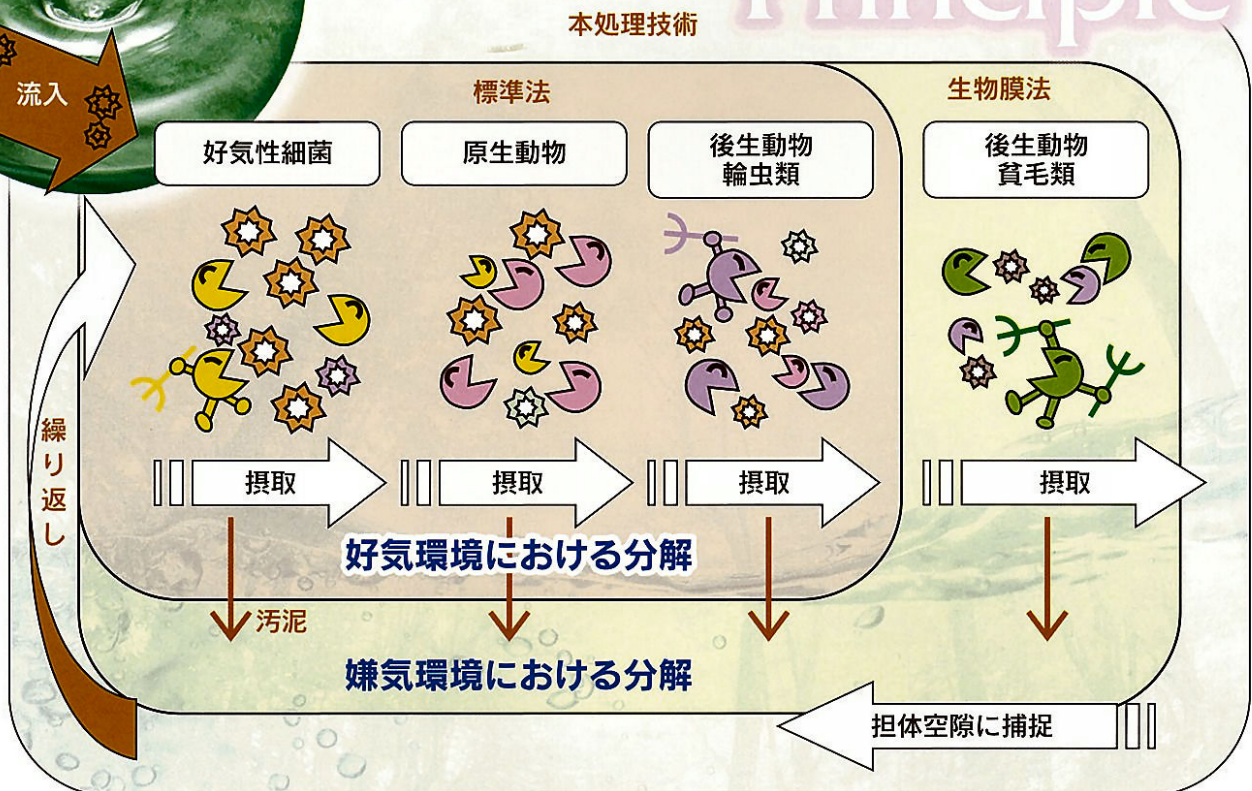 Principle
本処理技術
流入
標準法
生物膜法
好気性細菌
原生動物
後生動物
輪虫類
後生動物
貧毛類
繰り返し
摂取
摂取
摂取
摂取
好気環境における分解
汚泥
嫌気環境における分解
担体空隙に捕捉